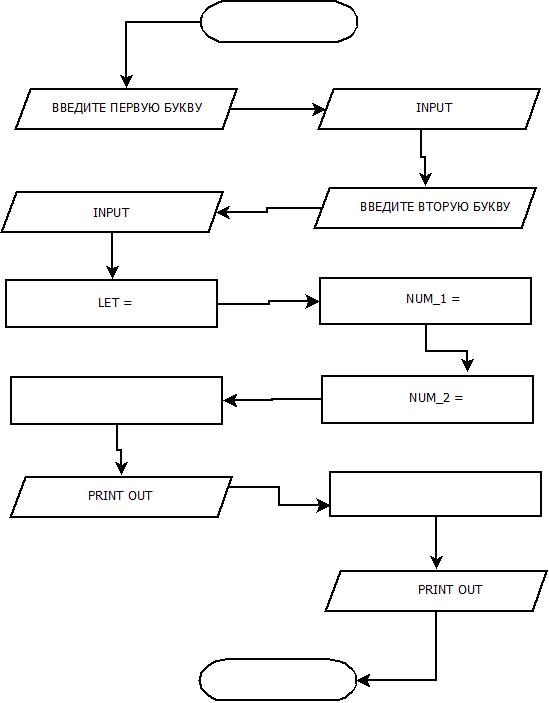 ВВЕДИТЕ ПЕРВУЮ БУКВУ
INPUT
ВВЕДИТЕ ВТОРУЮ БУКВУ
INPUT
LET =
NUM_1 =
NUM_2 =
PRINT OUT
PRINT OUT